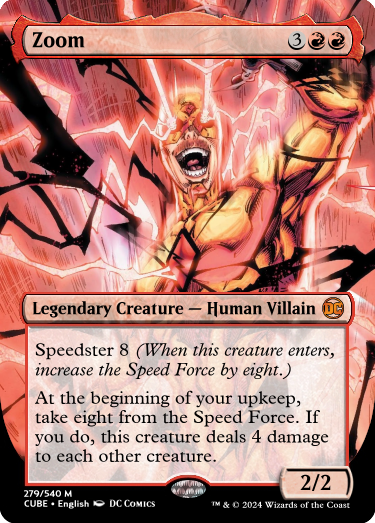 Zoom 3
Legendary Creature — Human Villain DC
Speedster 8 (When this creature enters,
increase the Speed Force by eight.)
At the beginning of your upkeep,
take eight from the Speed Force. If
you do, this creature deals 4 damage
to each other creature.
2/2
279/540 M
CUBE • English DC COMICS
™ & © 2024 Wizards of the Coast